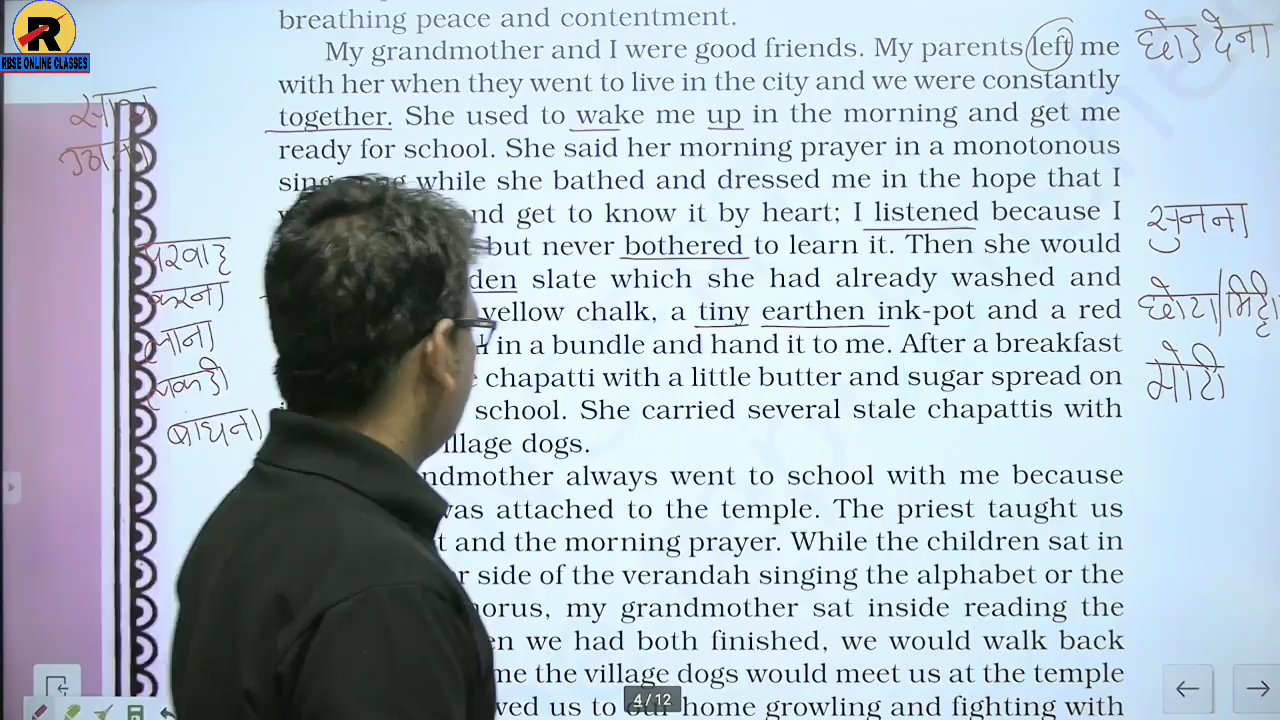 R
RBSE ONLINE CLASSES
breathing peace and contentment.
My grandmother and I were good friends. My parents left me
with her when they went to live in the city and we were constantly
together. She used to wake me up in the morning and get me
ready for school. She said her morning prayer in a monotonous
while she bathed and dressed me in the hope that I
nd get to know it by heart; I listened because I
but never bothered to learn it. Then she would
den slate which she had already washed and
yellow chalk, a tiny earthen ink-pot and a red
in a bundle and hand it to me. After a breakfast
chapatti with a little butter and sugar spread on
school. She carried several stale chapattis with
illage dogs.
ndmother always went to school with me because
was attached to the temple. The priest taught us
t and the morning prayer. While the children sat in
r side of the verandah singing the alphabet or the
horus, my grandmother sat inside reading the
en we had both finished, we would walk back
me the village dogs would meet us at the temple
wed us to our home growling and fighting with
छोड देना
सुनना
छोटा/मिट्टी
मोटी
करना
लाना
बांधना
4/12